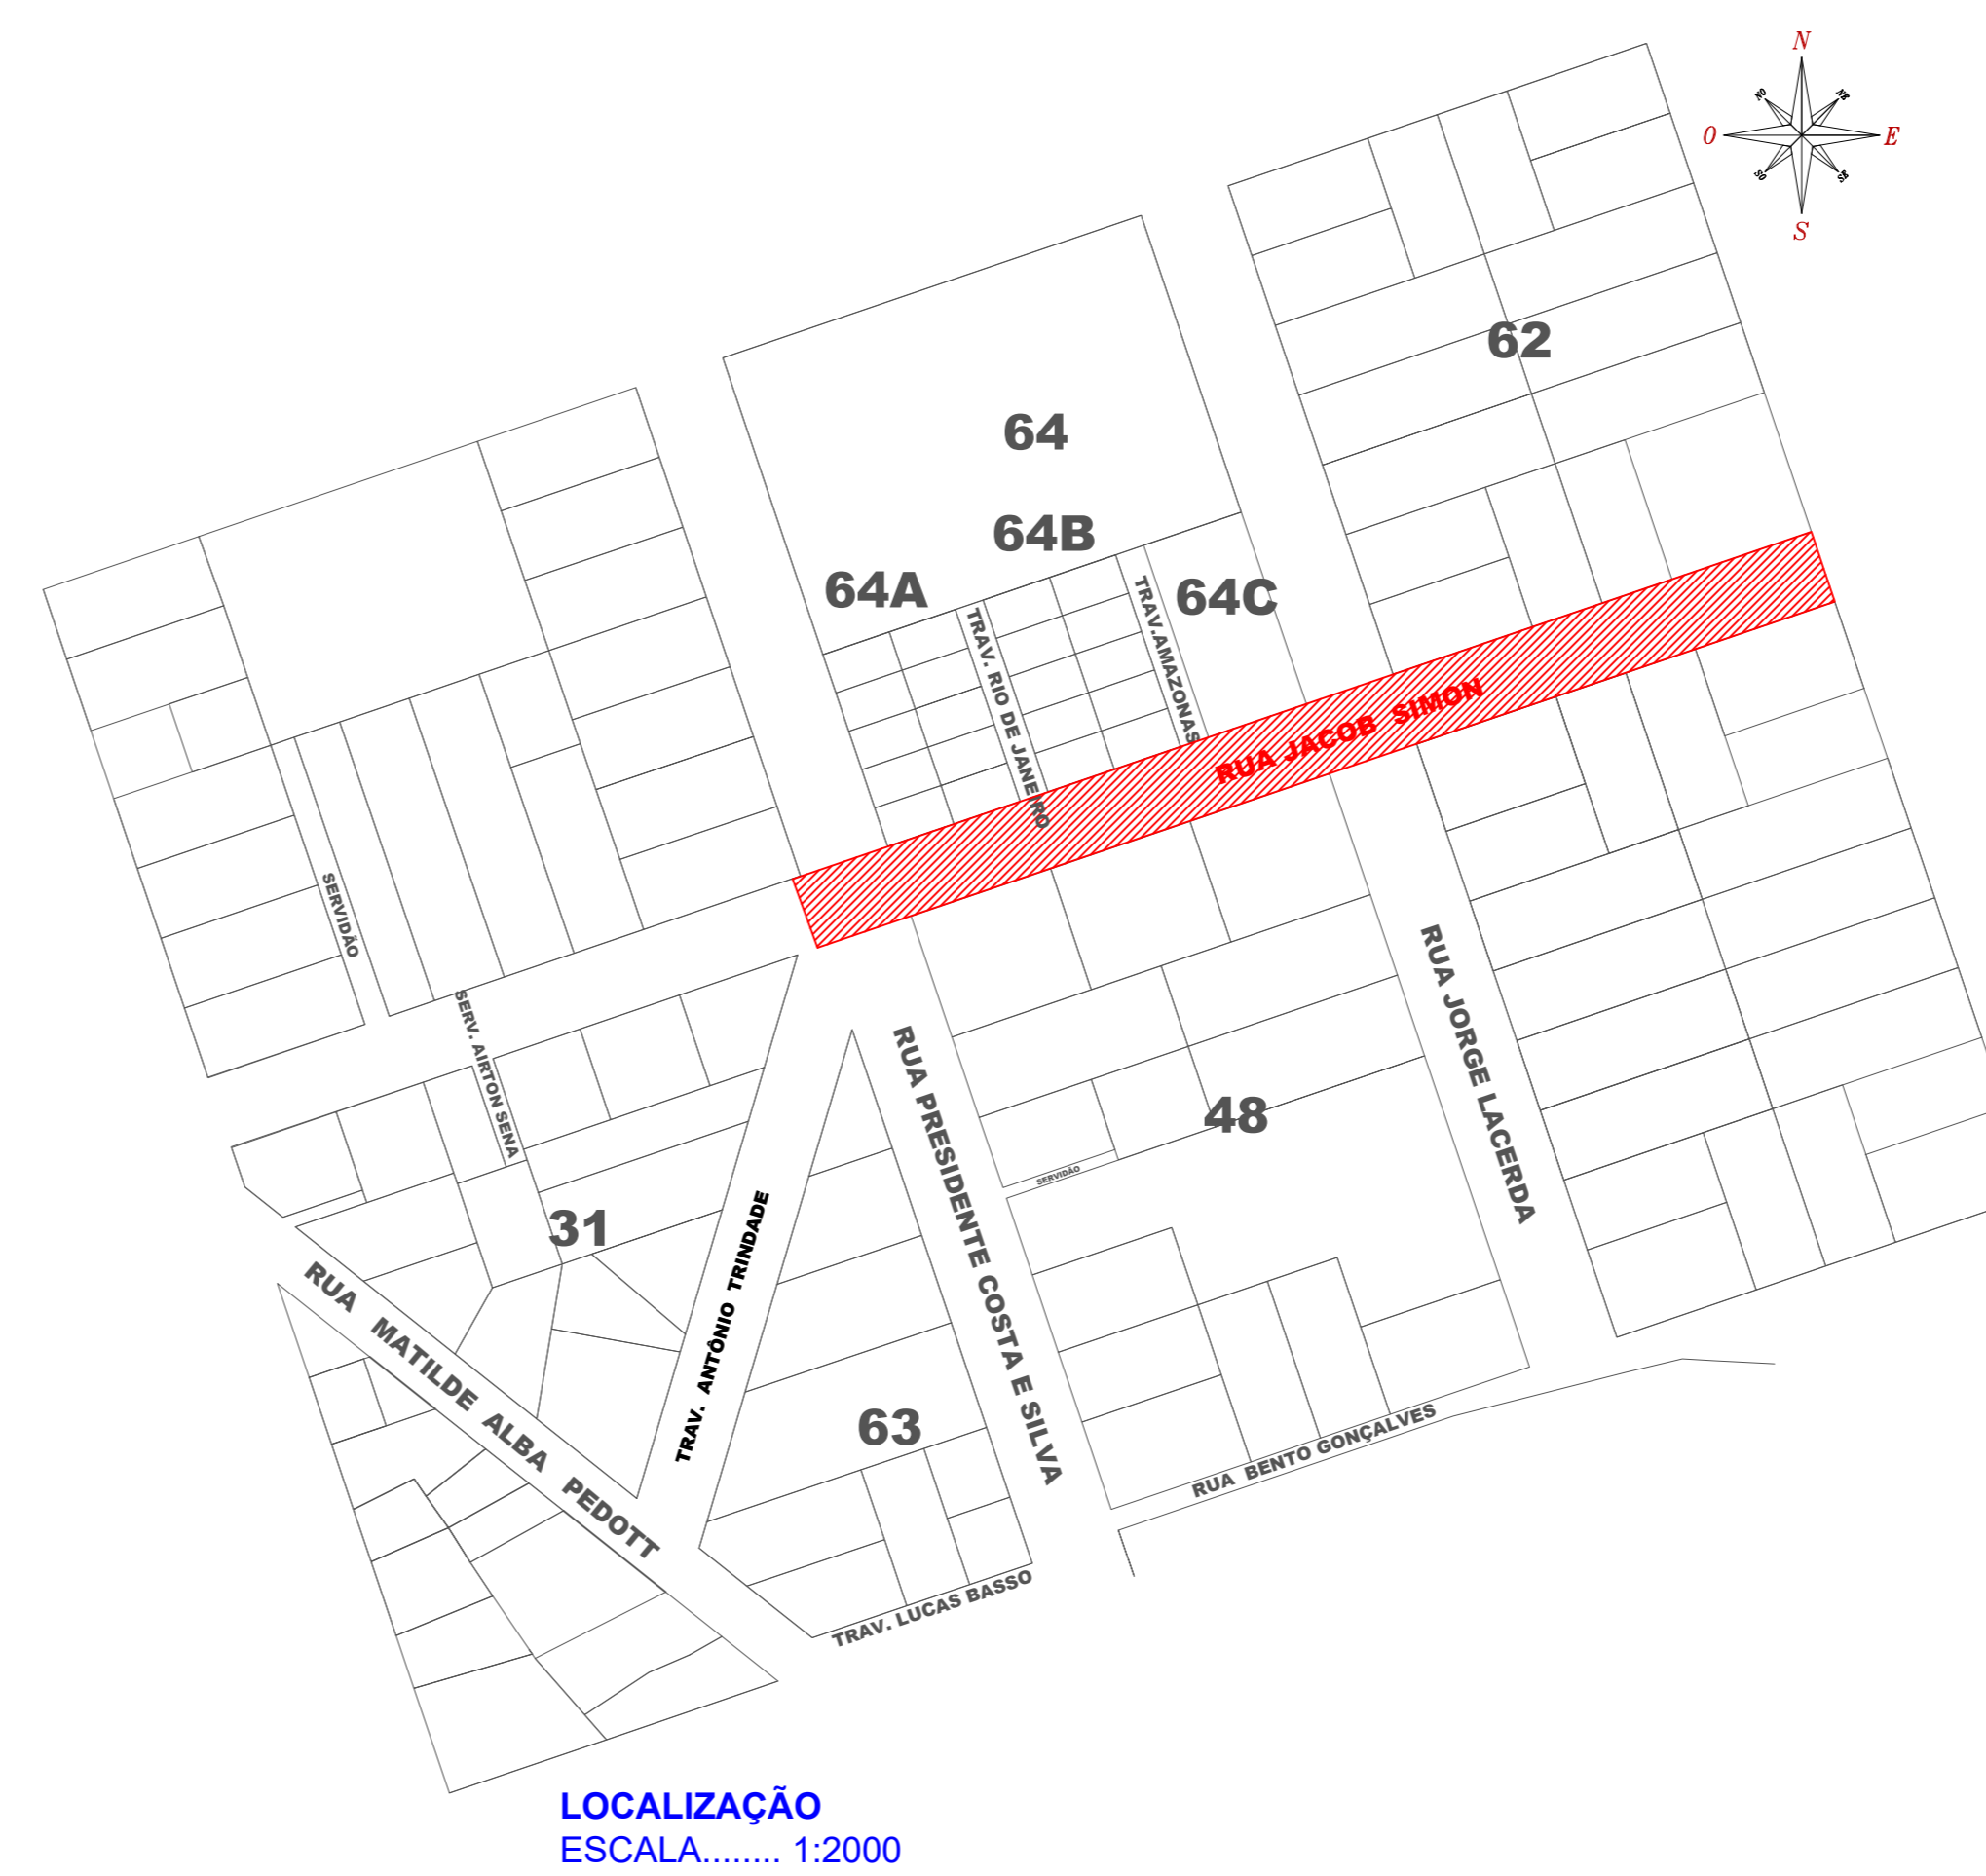 N
NO
NE
O
E
SO
SE
S
62
64
64B
64A
64C
TRAV. RIO DE JANEIRO
TRAV.AMAZONAS
RUA JACOB SIMON
SERVIDÃO
SERV. AIRTON SENA
RUA JORGE LACERDA
RUA PRESIDENTE COSTA E SILVA
48
SERVIDÃO
31
TRAV. ANTÔNIO TRINDADE
RUA MATILDE ALBA PEDOTT
63
RUA BENTO GONÇALVES
TRAV. LUCAS BASSO
LOCALIZAÇÃO
ESCALA........ 1:2000